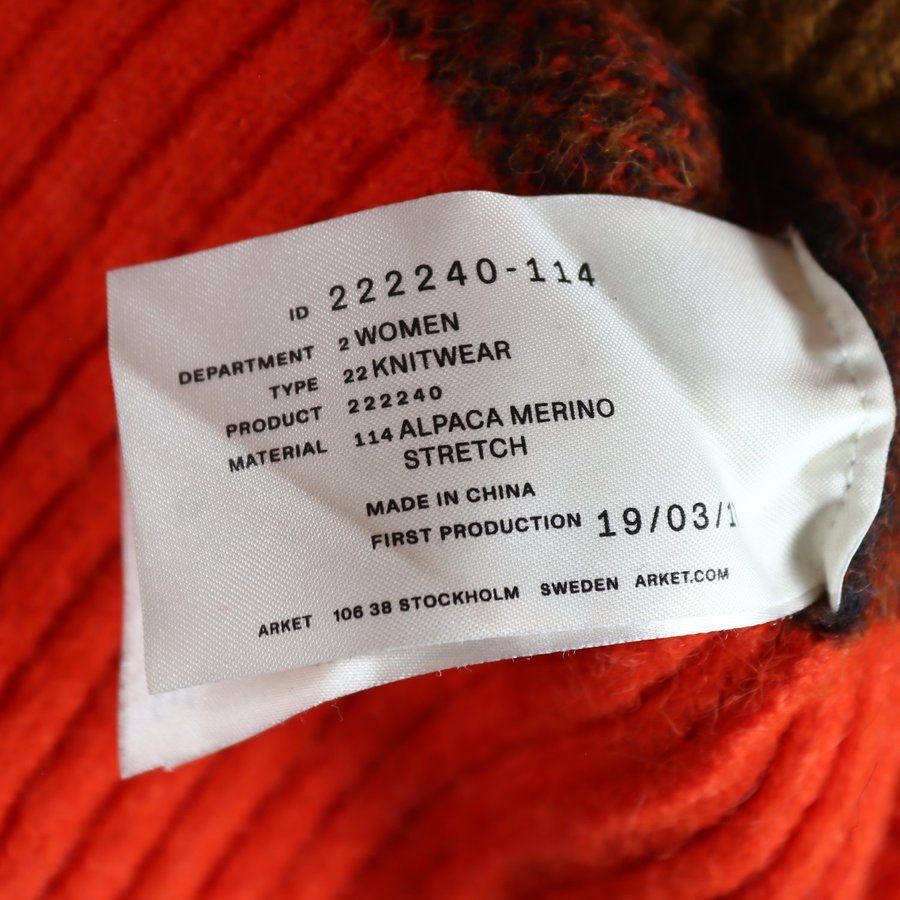 ID 222240-114
DEPARTMENT 2 WOMEN
TYPE 22 KNITWEAR
PRODUCT 222240
MATERIAL 114 ALPACA MERINO
STRETCH
MADE IN CHINA
FIRST PRODUCTION 19/03/1
ARKET 106 38 STOCKHOLM SWEDEN ARKET.COM